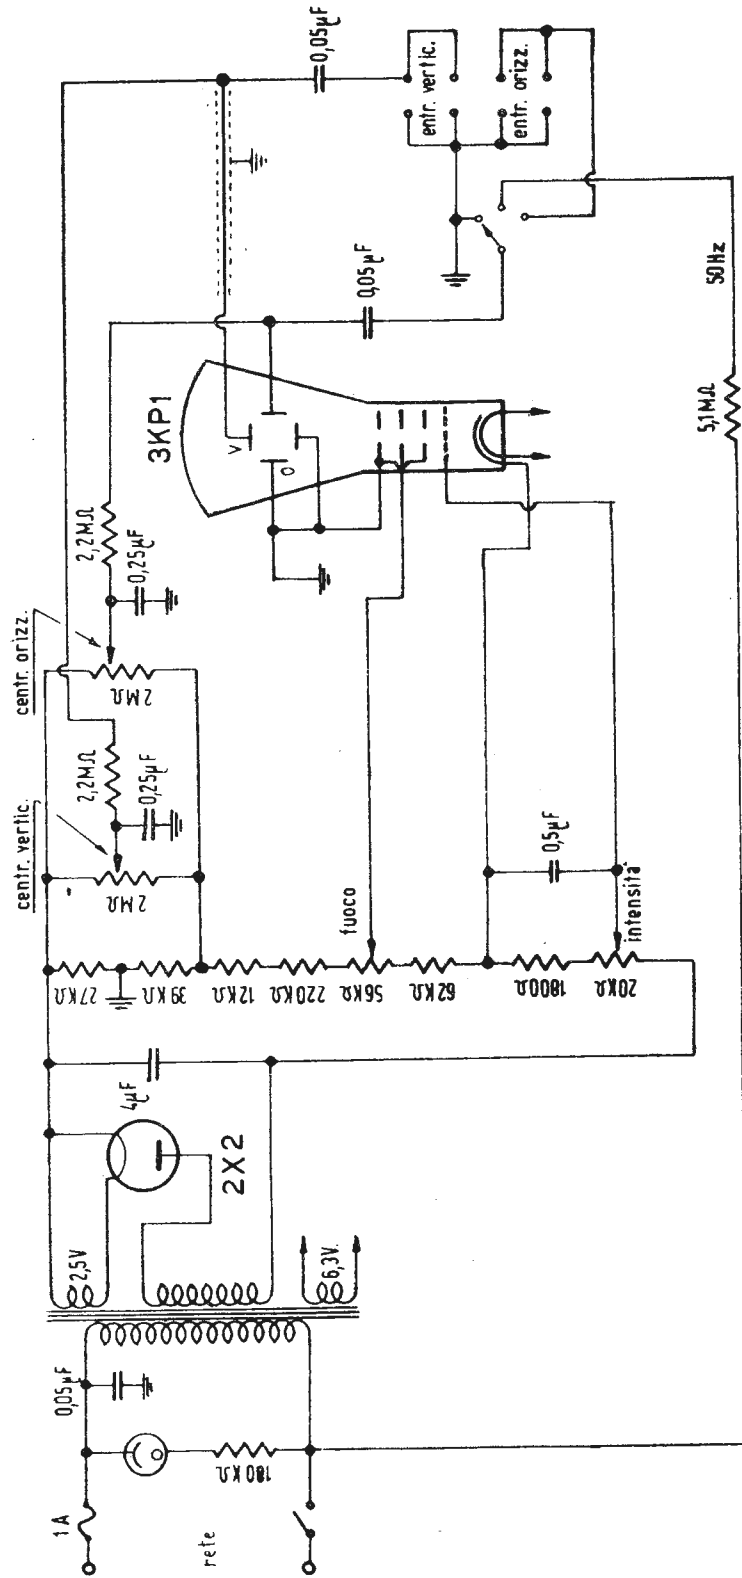 1A
rete
0,05µF
180KΩ
2,5V
6,3V.
2X2
4µF
27KΩ
39KΩ
12KΩ
220KΩ
56KΩ
62KΩ
1800Ω
20KΩ
centr. vertic.
2MΩ
2,2MΩ
0,25µF
centr. orizz.
2MΩ
2,2MΩ
0,25µF
fuoco
0,5µF
intensità
3KP1
V
O
0,05µF
0,05µF
entr. vertic.
entr. orizz.
50Hz
5,1MΩ